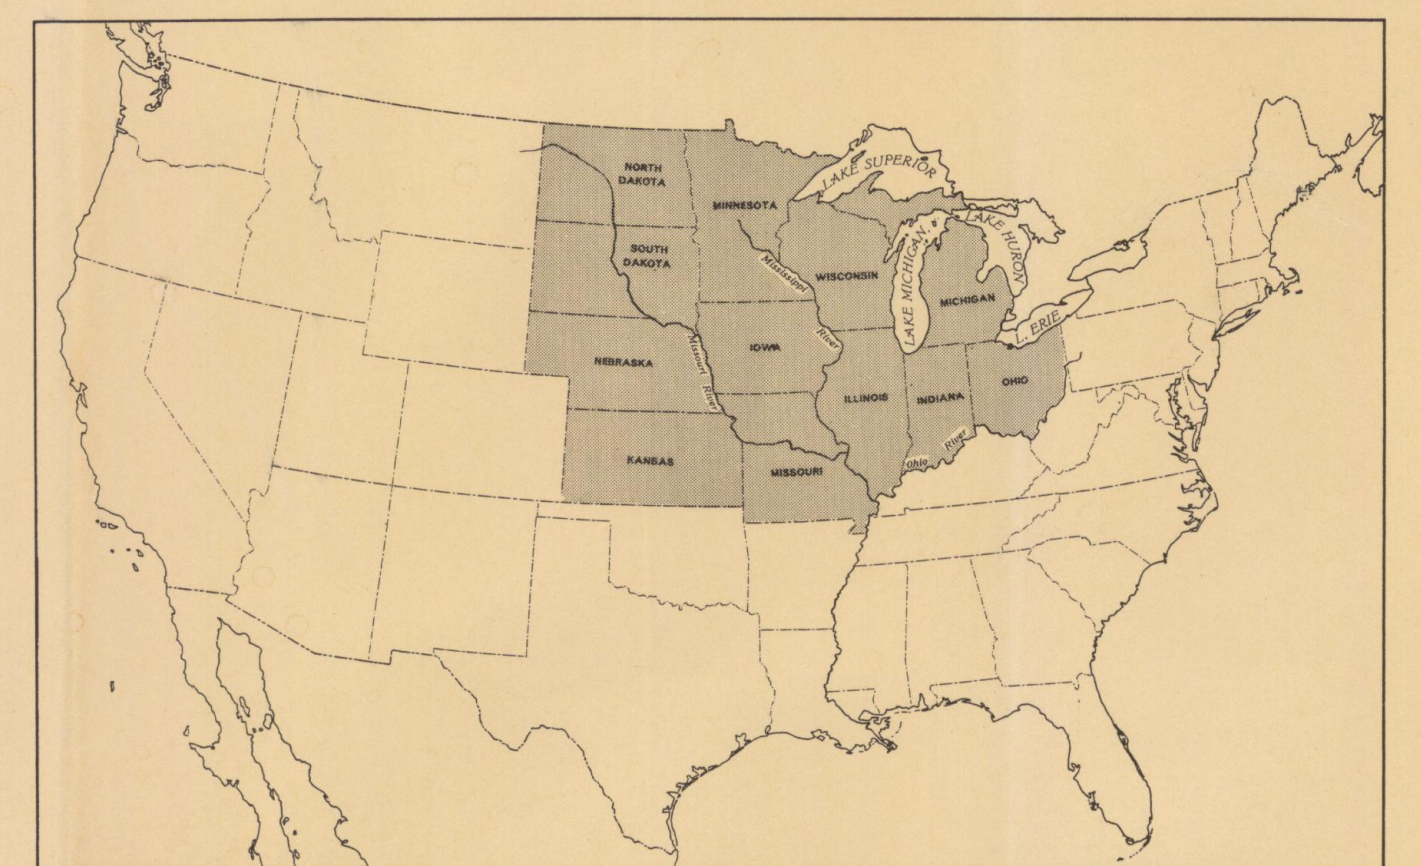 NORTH
DAKOTA
MINNESOTA
LAKE SUPERIOR
SOUTH
DAKOTA
Mississippi
River
WISCONSIN
LAKE MICHIGAN
LAKE HURON
MICHIGAN
L. ERIE
NEBRASKA
Missouri River
IOWA
ILLINOIS
INDIANA
OHIO
Ohio River
KANSAS
MISSOURI